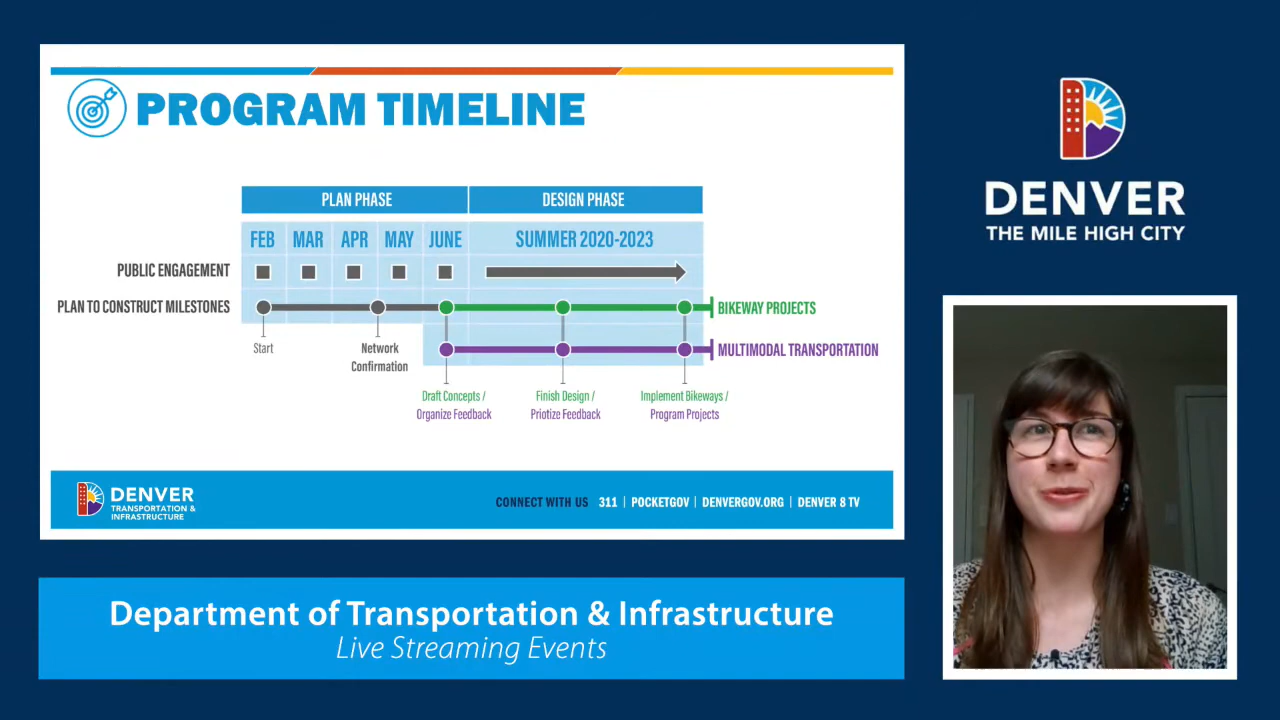 PROGRAM TIMELINE
PLAN PHASE
DESIGN PHASE
FEB
MAR
APR
MAY
JUNE
SUMMER 2020-2023
PUBLIC ENGAGEMENT
PLAN TO CONSTRUCT MILESTONES
BIKEWAY PROJECTS
MULTIMODAL TRANSPORTATION
Start
Network
Confirmation
Draft Concepts /
Organize Feedback
Finish Design /
Priotize Feedback
Implement Bikeways /
Program Projects
DENVER
TRANSPORTATION &
INFRASTRUCTURE
CONNECT WITH US 311 | POCKETGOV | DENVERGOV.ORG | DENVER 8 TV
DENVER
THE MILE HIGH CITY
Department of Transportation & Infrastructure
Live Streaming Events